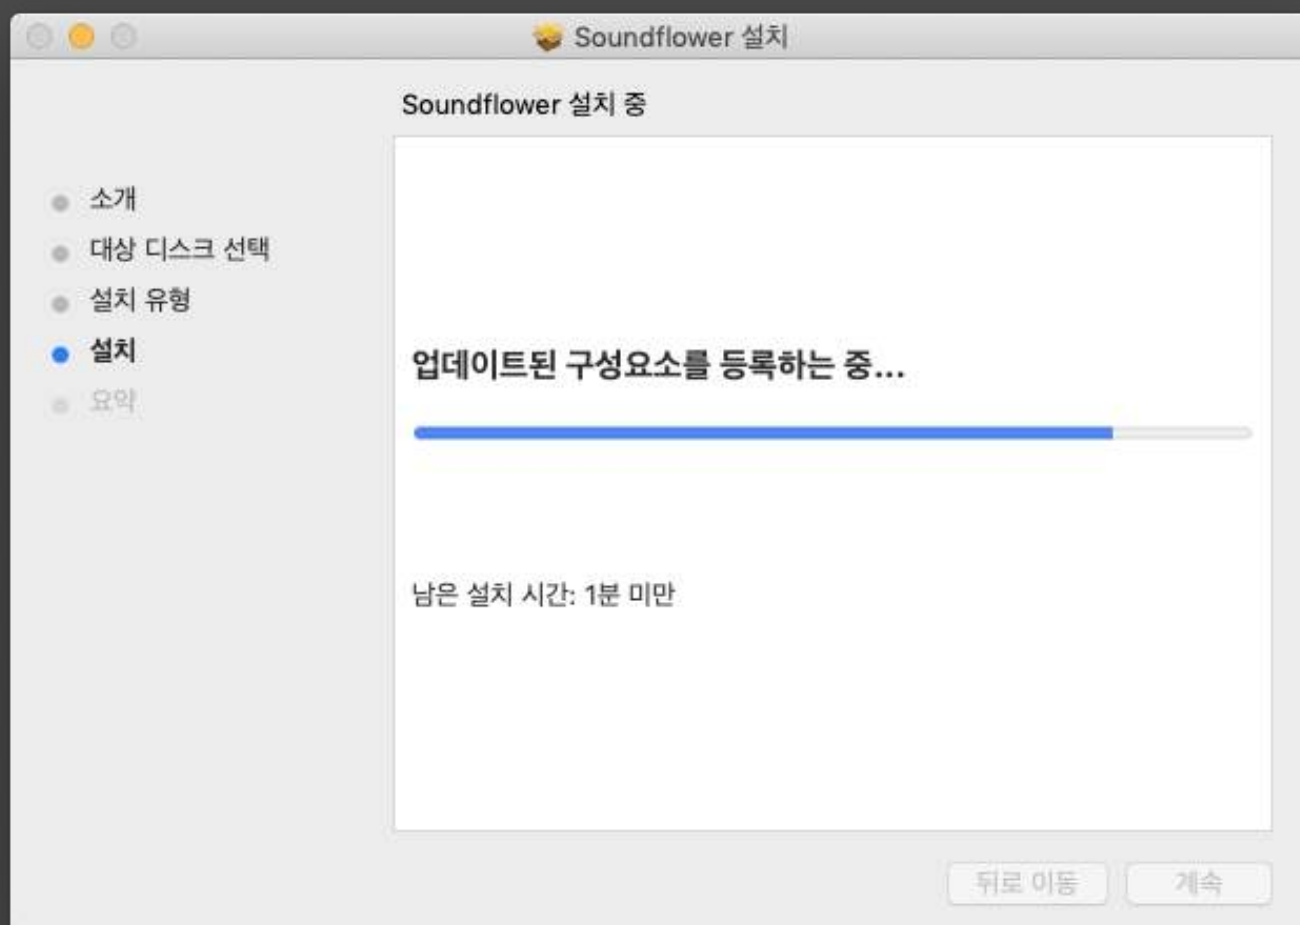 Soundflower 설치
Soundflower 설치 중
소개
대상 디스크 선택
설치 유형
설치
요약
업데이트된 구성요소를 등록하는 중...
남은 설치 시간: 1분 미만
뒤로 이동
계속